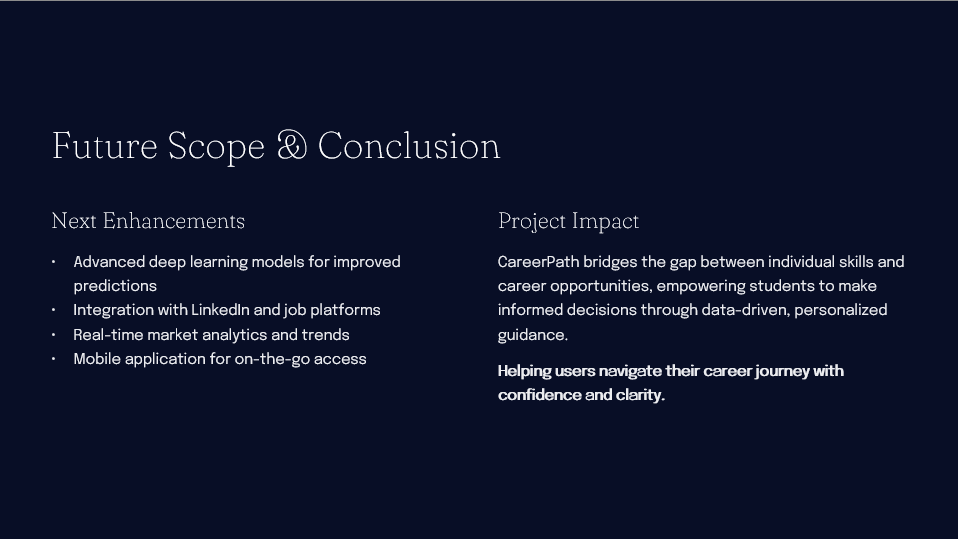 Future Scope & Conclusion
Next Enhancements
• Advanced deep learning models for improved
predictions
• Integration with LinkedIn and job platforms
• Real-time market analytics and trends
• Mobile application for on-the-go access
Project Impact
CareerPath bridges the gap between individual skills and
career opportunities, empowering students to make
informed decisions through data-driven, personalized
guidance.
Helping users navigate their career journey with
confidence and clarity.